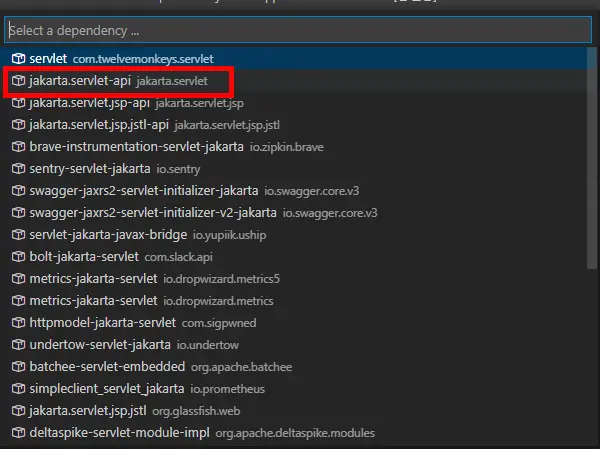 Select a dependency ...
servlet com.twelvemonkeys.servlet
jakarta.servlet-api jakarta.servlet
jakarta.servlet.jsp-api jakarta.servlet.jsp
jakarta.servlet.jsp.jstl-api jakarta.servlet.jsp.jstl
brave-instrumentation-servlet-jakarta io.zipkin.brave
sentry-servlet-jakarta io.sentry
swagger-jaxrs2-servlet-initializer-jakarta io.swagger.core.v3
swagger-jaxrs2-servlet-initializer-v2-jakarta io.swagger.core.v3
servlet-jakarta-javax-bridge io.yupiik.uship
bolt-jakarta-servlet com.slack.api
metrics-jakarta-servlet io.dropwizard.metrics5
metrics-jakarta-servlet io.dropwizard.metrics
httpmodel-jakarta-servlet com.sigpwned
undertow-servlet-jakarta io.undertow
batchee-servlet-embedded org.apache.batchee
simpleclient_servlet_jakarta io.prometheus
jakarta.servlet.jsp.jstl org.glassfish.web
deltaspike-servlet-module-impl org.apache.deltaspike.modules